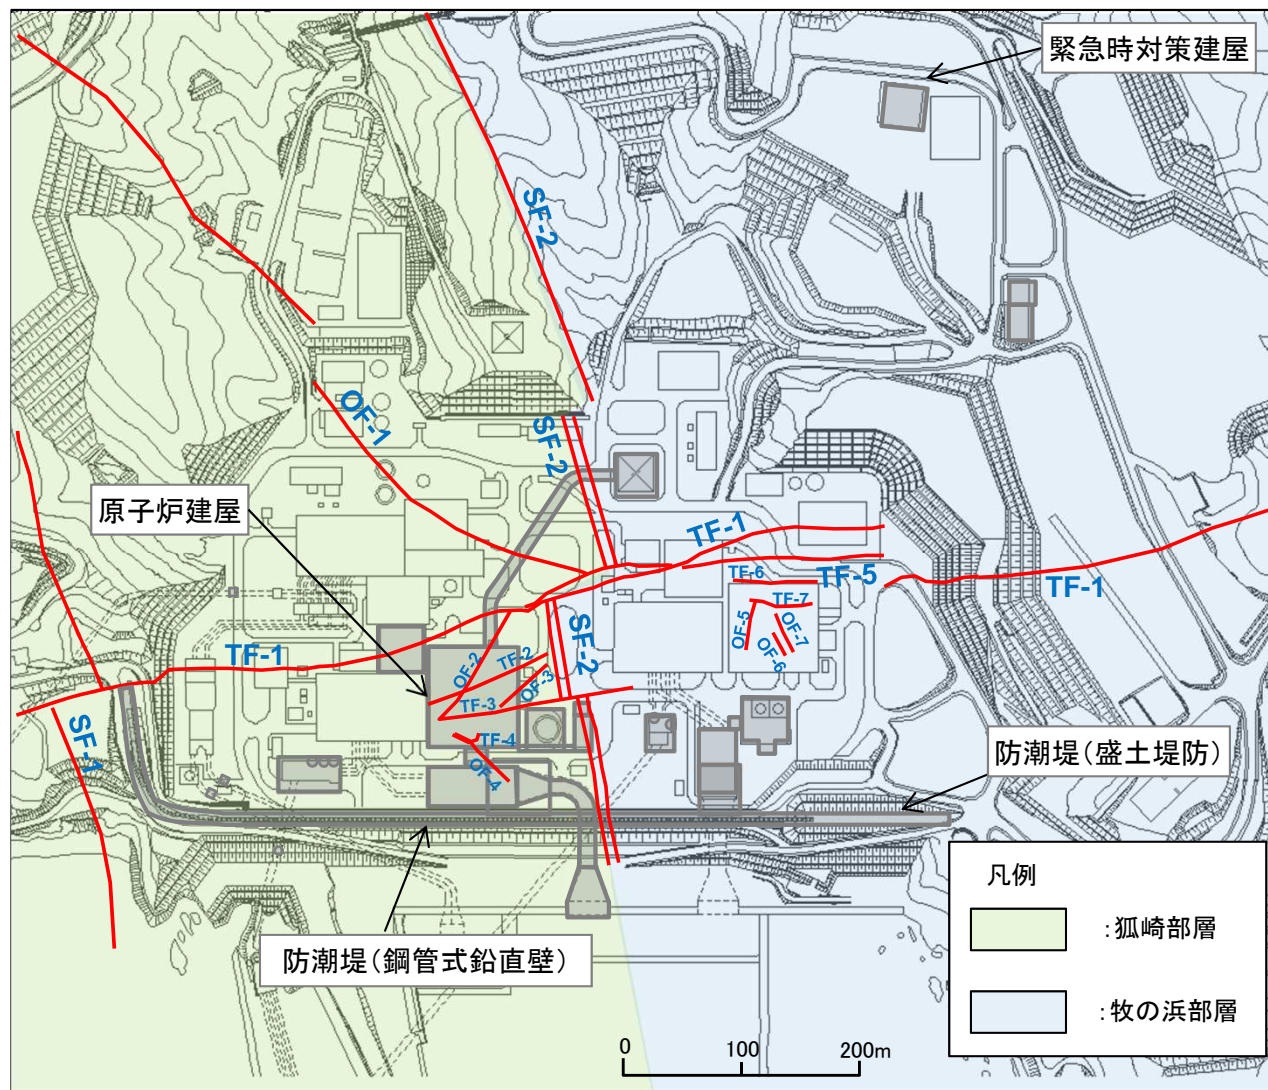 緊急時対策建屋
SF-2
OF-1
SF-2
原子炉建屋
TF-1
TF-6
TF-5
TF-1
TF-7
OF-5
OF-7
OF-6
SF-2
TF-2
OF-2
TF-1
OF-3
TF-3
SF-1
TF-4
OF-4
防潮堤(盛土堤防)
防潮堤(鋼管式鉛直壁)
凡例
:狐崎部層
:牧の浜部層
0 100 200m